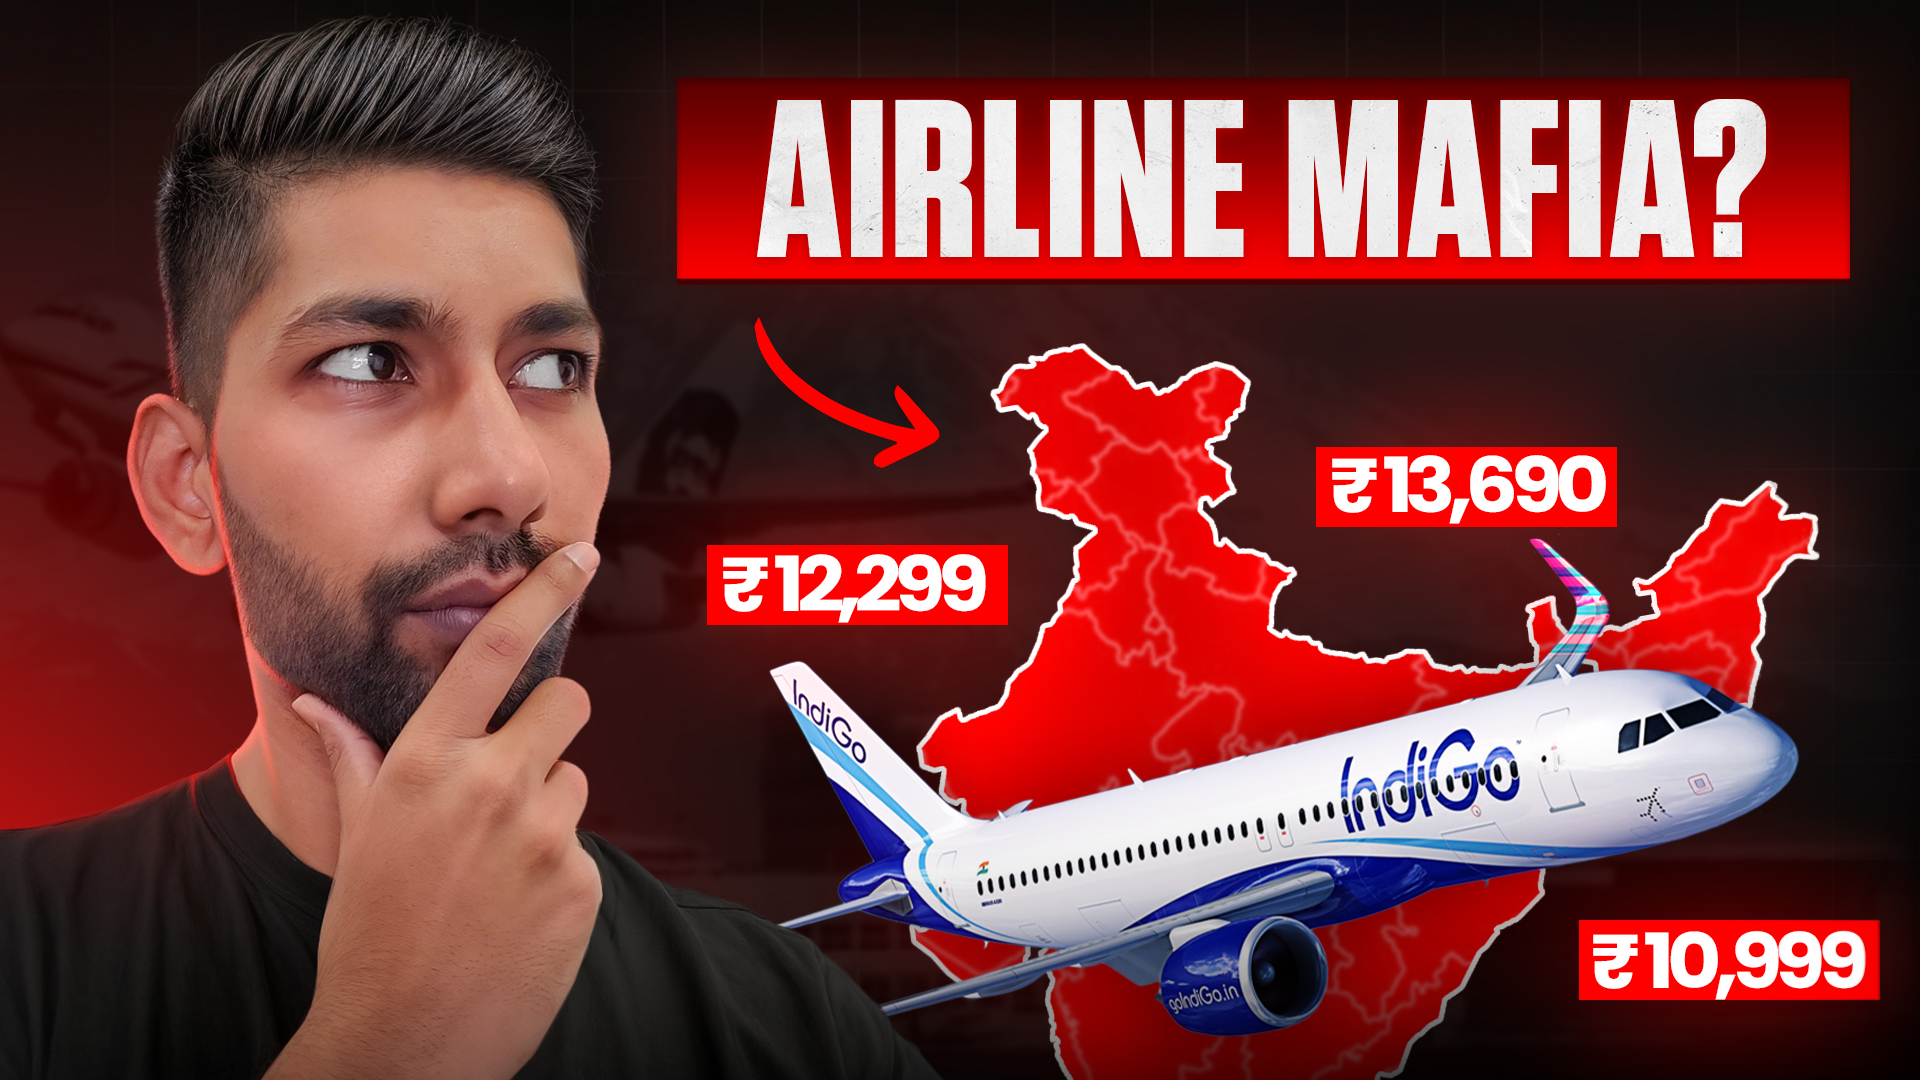 AIRLINE MAFIA?
₹13,690
₹12,299
IndiGo
IndiGo
₹10,999
goIndiGo.in